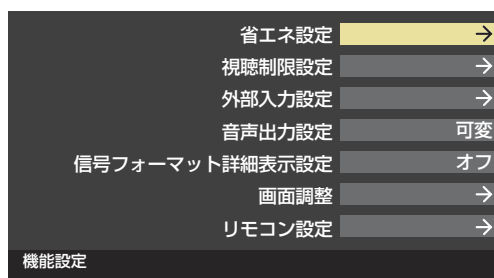 省エネ設定 →
視聴制限設定 →
外部入力設定 →
音声出力設定 可変
信号フォーマット詳細表示設定 オフ
画面調整 →
リモコン設定 →
機能設定